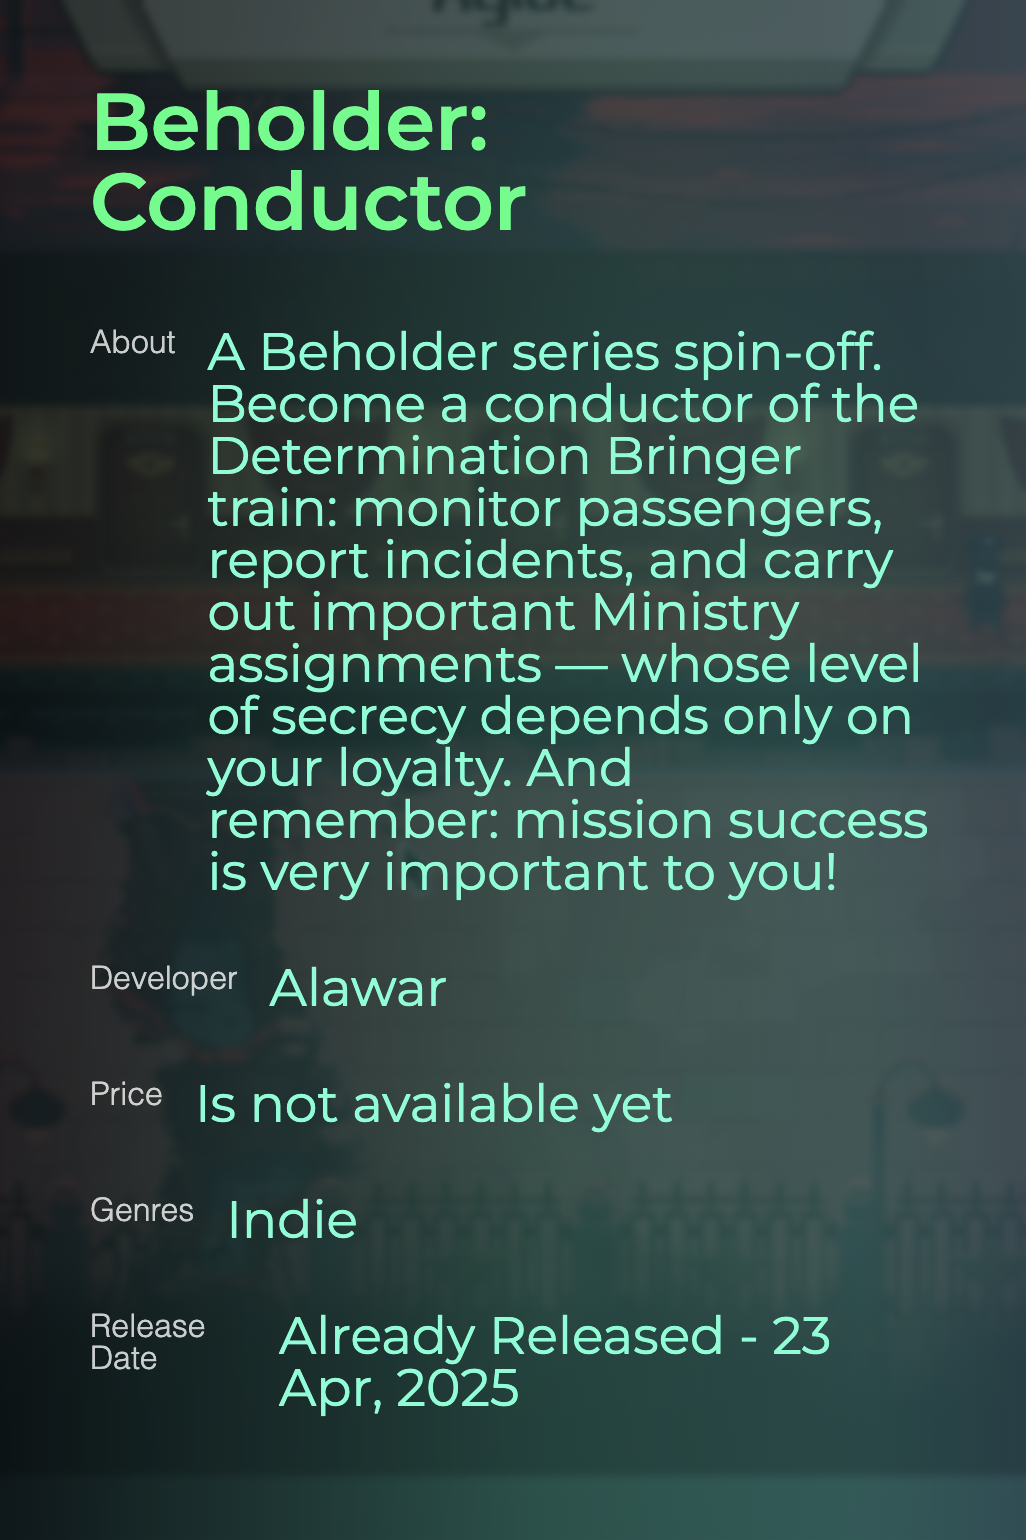 Beholder:
Conductor
About
A Beholder series spin-off.
Become a conductor of the
Determination Bringer
train: monitor passengers,
report incidents, and carry
out important Ministry
assignments — whose level
of secrecy depends only on
your loyalty. And
remember: mission success
is very important to you!
Developer
Alawar
Price
Is not available yet
Genres
Indie
Release
Date
Already Released - 23
Apr, 2025